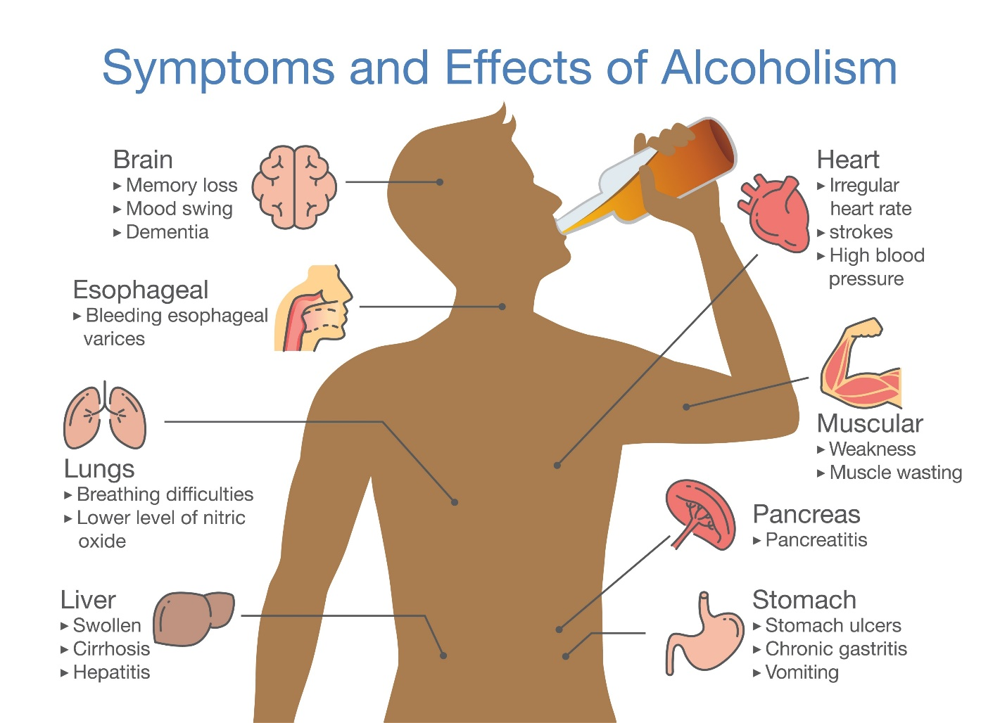 Symptoms and Effects of Alcoholism
Brain
▸ Memory loss
▸ Mood swing
▸ Dementia
Esophageal
▸ Bleeding esophageal
varices
Lungs
▸ Breathing difficulties
▸ Lower level of nitric
oxide
Liver
▸ Swollen
▸ Cirrhosis
▸ Hepatitis
Heart
▸ Irregular
heart rate
▸ strokes
▸ High blood
pressure
Muscular
▸ Weakness
▸ Muscle wasting
Pancreas
▸ Pancreatitis
Stomach
▸ Stomach ulcers
▸ Chronic gastritis
▸ Vomiting